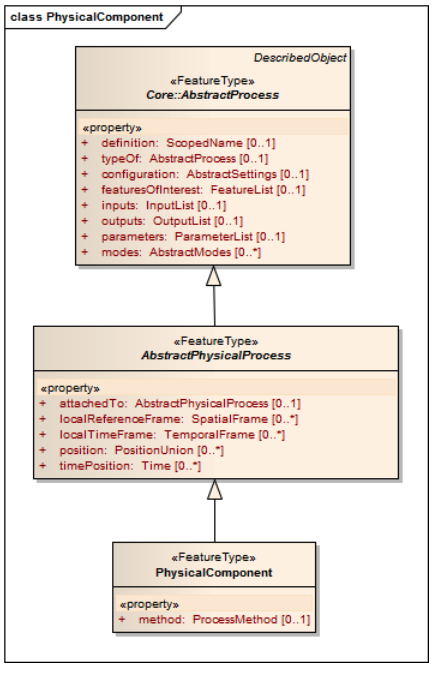 class PhysicalComponent
DescribedObject
«FeatureType»
Core::AbstractProcess
«property»
+ definition: ScopedName [0..1]
+ typeOf: AbstractProcess [0..1]
+ configuration: AbstractSettings [0..1]
+ featuresOfInterest: FeatureList [0..1]
+ inputs: InputList [0..1]
+ outputs: OutputList [0..1]
+ parameters: ParameterList [0..1]
+ modes: AbstractModes [0..*]
«FeatureType»
AbstractPhysicalProcess
«property»
+ attachedTo: AbstractPhysicalProcess [0..1]
+ localReferenceFrame: SpatialFrame [0..*]
+ localTimeFrame: TemporalFrame [0..*]
+ position: PositionUnion [0..*]
+ timePosition: Time [0..*]
«FeatureType»
PhysicalComponent
«property»
+ method: ProcessMethod [0..1]